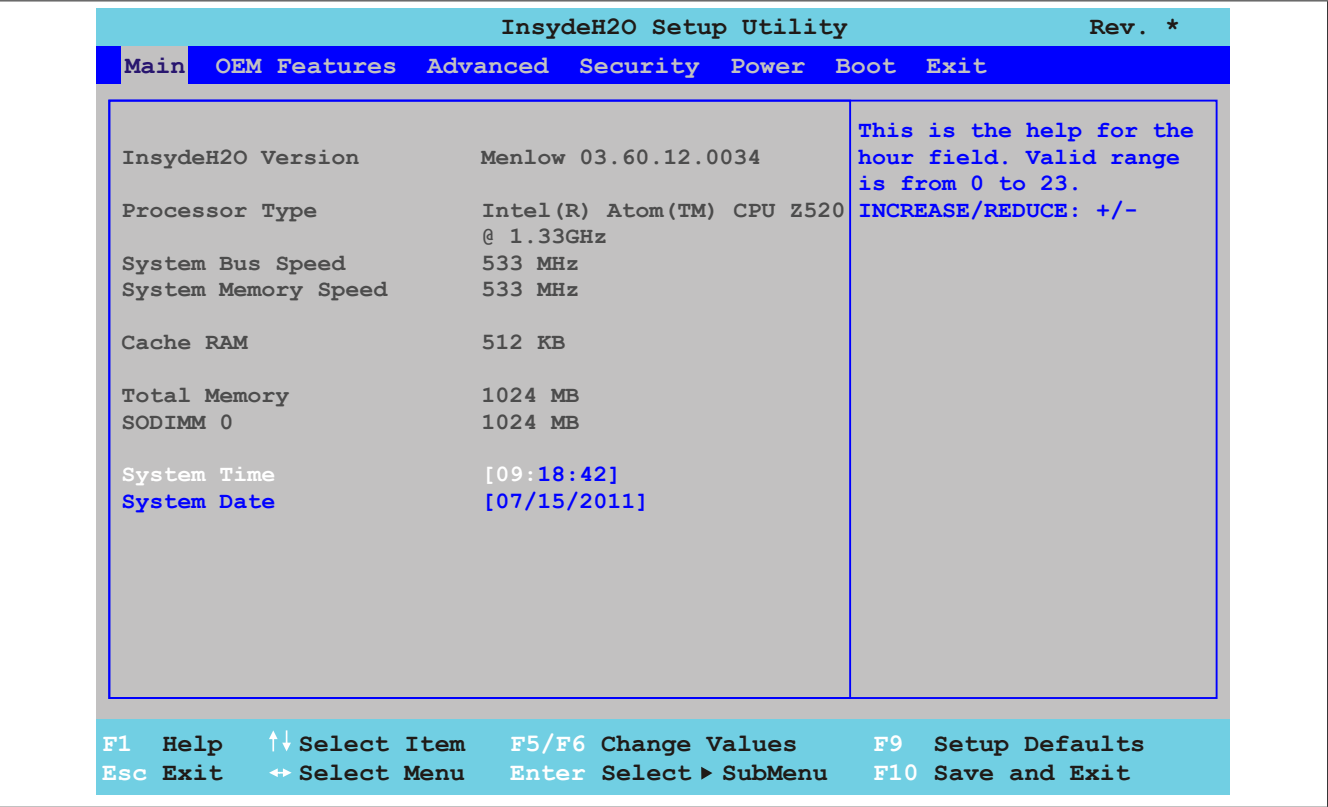 InsydeH2O Setup Utility Rev. *
Main OEM Features Advanced Security Power Boot Exit
InsydeH2O Version Menlow 03.60.12.0034
Processor Type Intel(R) Atom(TM) CPU Z520
@ 1.33GHz
System Bus Speed 533 MHz
System Memory Speed 533 MHz
Cache RAM 512 KB
Total Memory 1024 MB
SODIMM 0 1024 MB
System Time [09:18:42]
System Date [07/15/2011]
This is the help for the
hour field. Valid range
is from 0 to 23.
INCREASE/REDUCE: +/-
F1 Help ↑↓ Select Item F5/F6 Change Values F9 Setup Defaults
Esc Exit ↔ Select Menu Enter Select ▶ SubMenu F10 Save and Exit